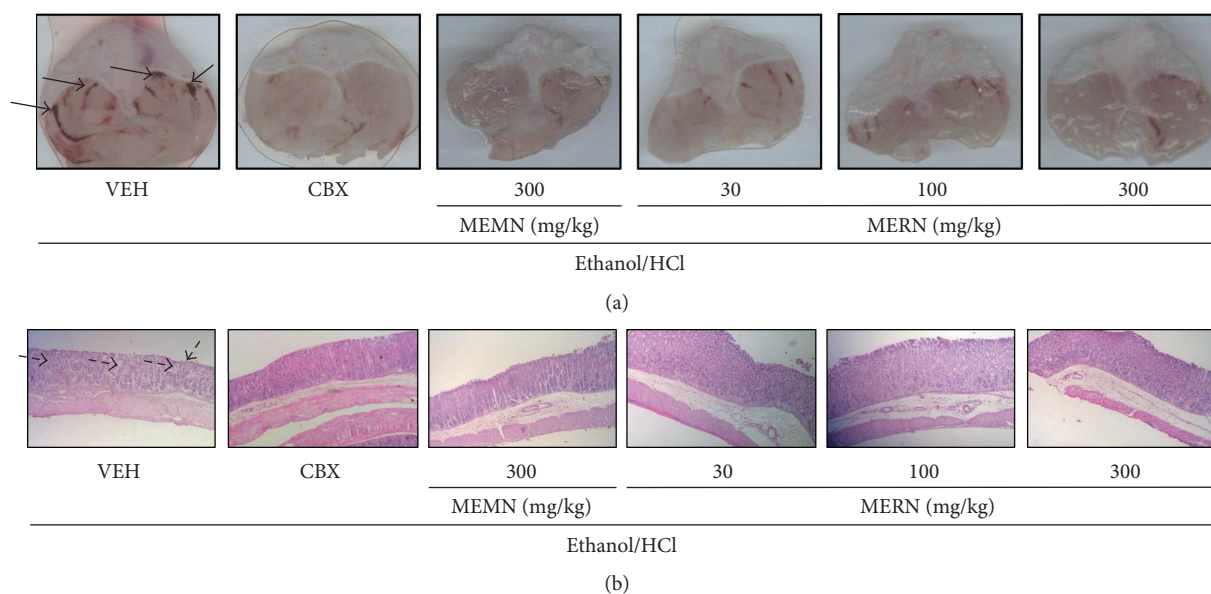 VEH CBX 300 30 100 300
MEMN (mg/kg) MERN (mg/kg)
Ethanol/HCl
(a)
VEH CBX 300 30 100 300
MEMN (mg/kg) MERN (mg/kg)
Ethanol/HCl
(b)